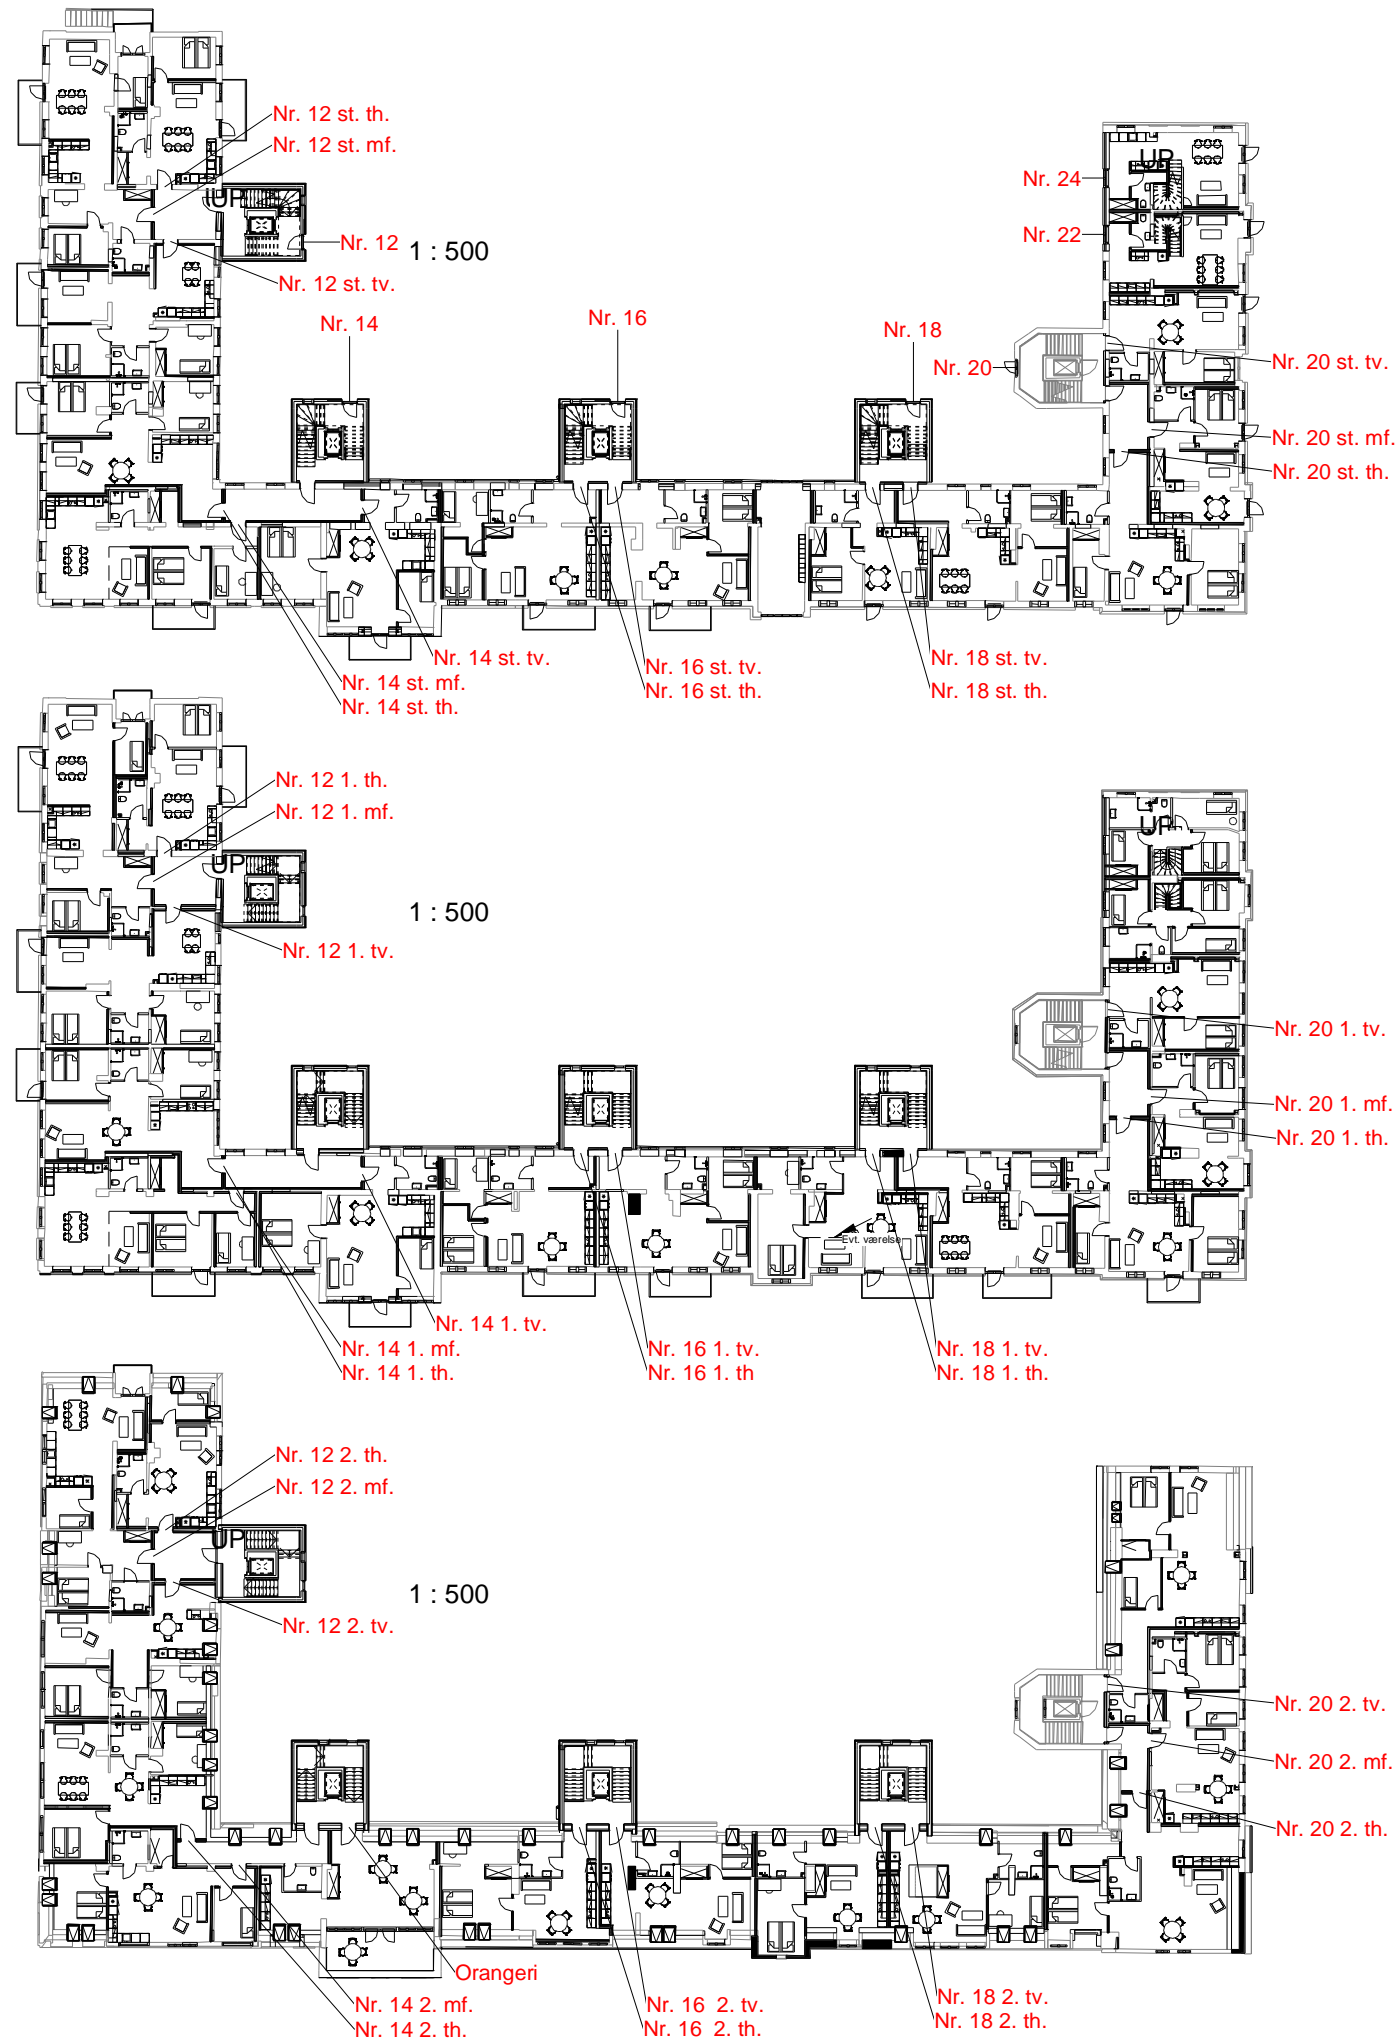 Nr. 12 st. th.
Nr. 12 st. mf.
UP
Nr. 12
1 : 500
Nr. 12 st. tv.
UP
Nr. 24
Nr. 22
Nr. 14
Nr. 16
Nr. 18
Nr. 20
Nr. 20 st. tv.
Nr. 20 st. mf.
Nr. 20 st. th.
Nr. 14 st. tv.
Nr. 14 st. mf.
Nr. 14 st. th.
Nr. 16 st. tv.
Nr. 16 st. th.
Nr. 18 st. tv.
Nr. 18 st. th.
Nr. 12 1. th.
Nr. 12 1. mf.
UP
UP
1 : 500
Nr. 12 1. tv.
Nr. 20 1. tv.
Nr. 20 1. mf.
Nr. 20 1. th.
Evt. værelse
Nr. 14 1. tv.
Nr. 14 1. mf.
Nr. 14 1. th.
Nr. 16 1. tv.
Nr. 16 1. th
Nr. 18 1. tv.
Nr. 18 1. th.
Nr. 12 2. th.
Nr. 12 2. mf.
UP
1 : 500
Nr. 12 2. tv.
Nr. 20 2. tv.
Nr. 20 2. mf.
Nr. 20 2. th.
Orangeri
Nr. 14 2. mf.
Nr. 14 2. th.
Nr. 16 2. tv.
Nr. 16 2. th.
Nr. 18 2. tv.
Nr. 18 2. th.